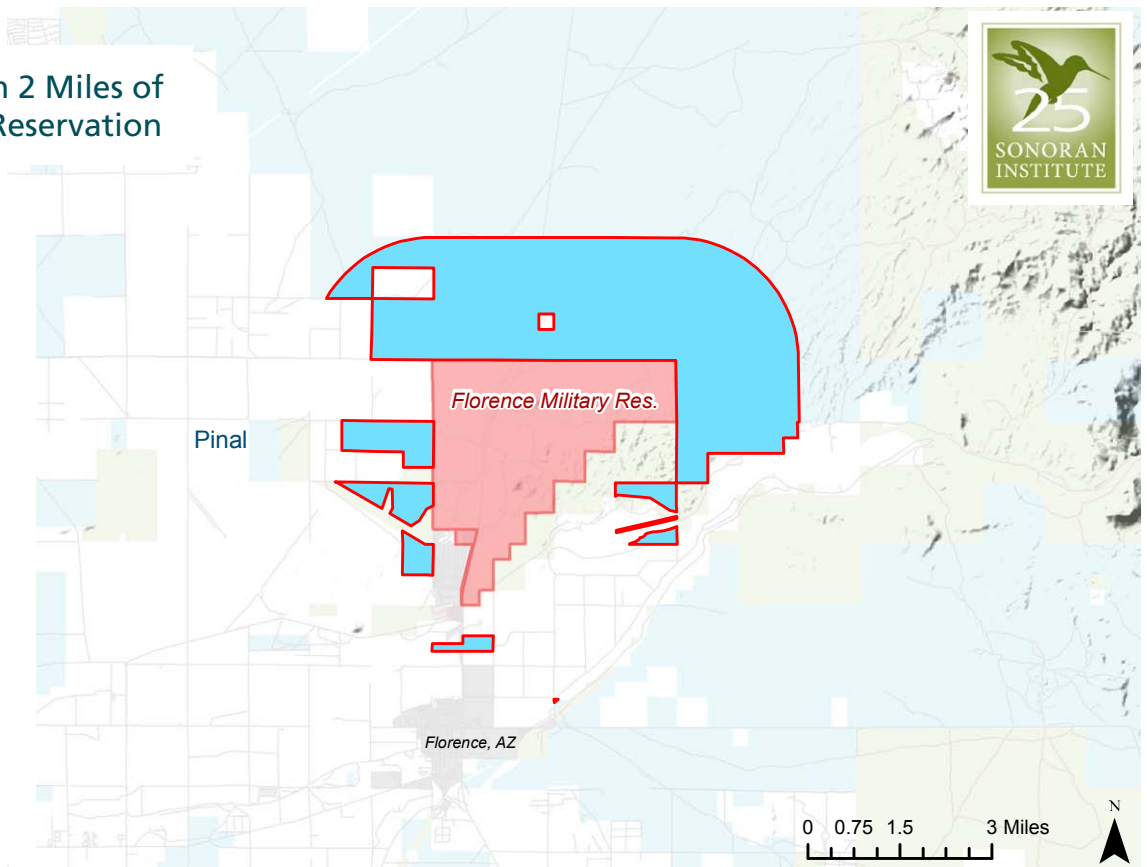 2 Miles of
Reservation
25
SONORAN
INSTITUTE
Florence Military Res.
Pinal
Florence, AZ
0 0.75 1.5 3 Miles
N